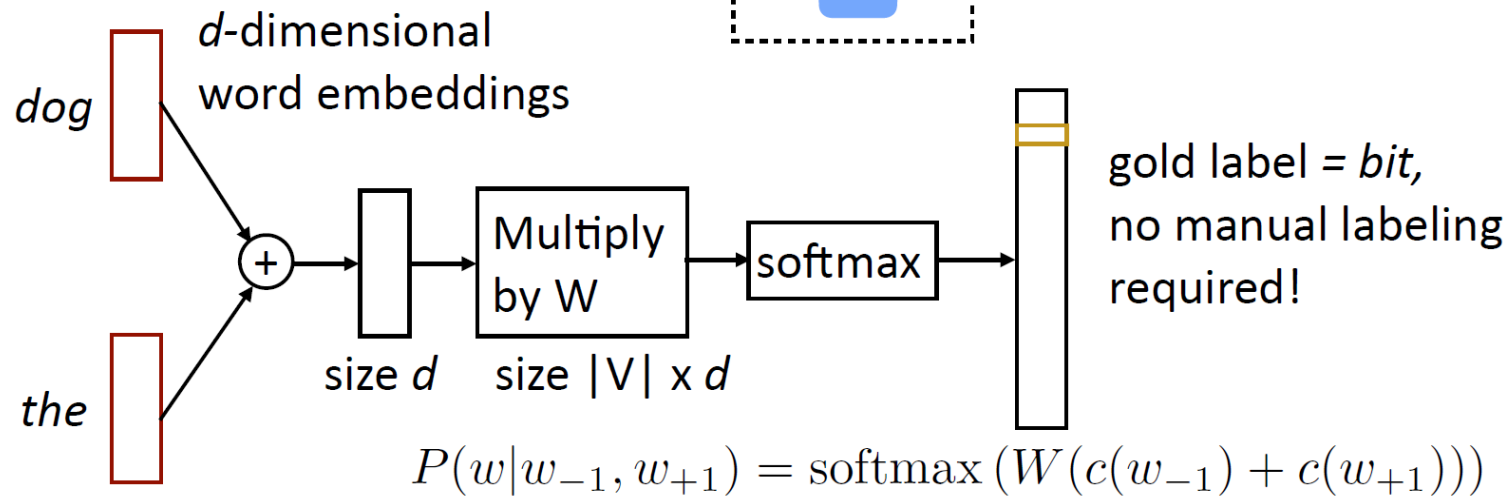 d-dimensional
word embeddings
dog
the
+
size d
Multiply
by W
size |V| x d
softmax
gold label = bit,
no manual labeling
required!
P(w|w₋₁, w₊₁) = softmax (W(c(w₋₁) + c(w₊₁)))